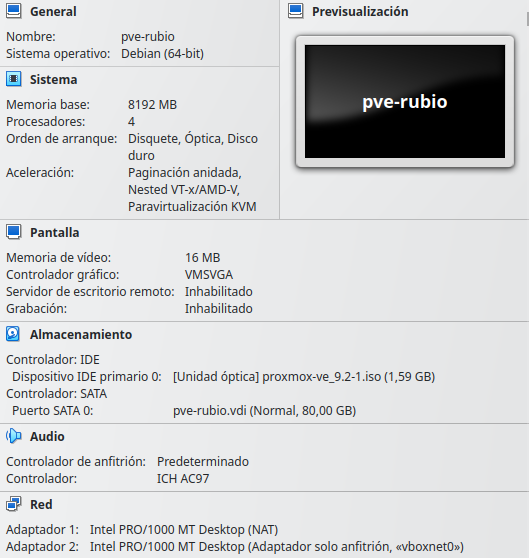 General
Nombre: pve-rubio
Sistema operativo: Debian (64-bit)
Sistema
Memoria base: 8192 MB
Procesadores: 4
Orden de arranque: Disquete, Óptica, Disco
duro
Aceleración: Paginación anidada,
Nested VT-x/AMD-V,
Paravirtualización KVM
Previsualización
pve-rubio
Pantalla
Memoria de vídeo: 16 MB
Controlador gráfico: VMSVGA
Servidor de escritorio remoto: Inhabilitado
Grabación: Inhabilitado
Almacenamiento
Controlador: IDE
Dispositivo IDE primario 0: [Unidad óptica] proxmox-ve_9.2-1.iso (1,59 GB)
Controlador: SATA
Puerto SATA 0: pve-rubio.vdi (Normal, 80,00 GB)
Audio
Controlador de anfitrión: Predeterminado
Controlador: ICH AC97
Red
Adaptador 1: Intel PRO/1000 MT Desktop (NAT)
Adaptador 2: Intel PRO/1000 MT Desktop (Adaptador solo anfitrión, «vboxnet0»)